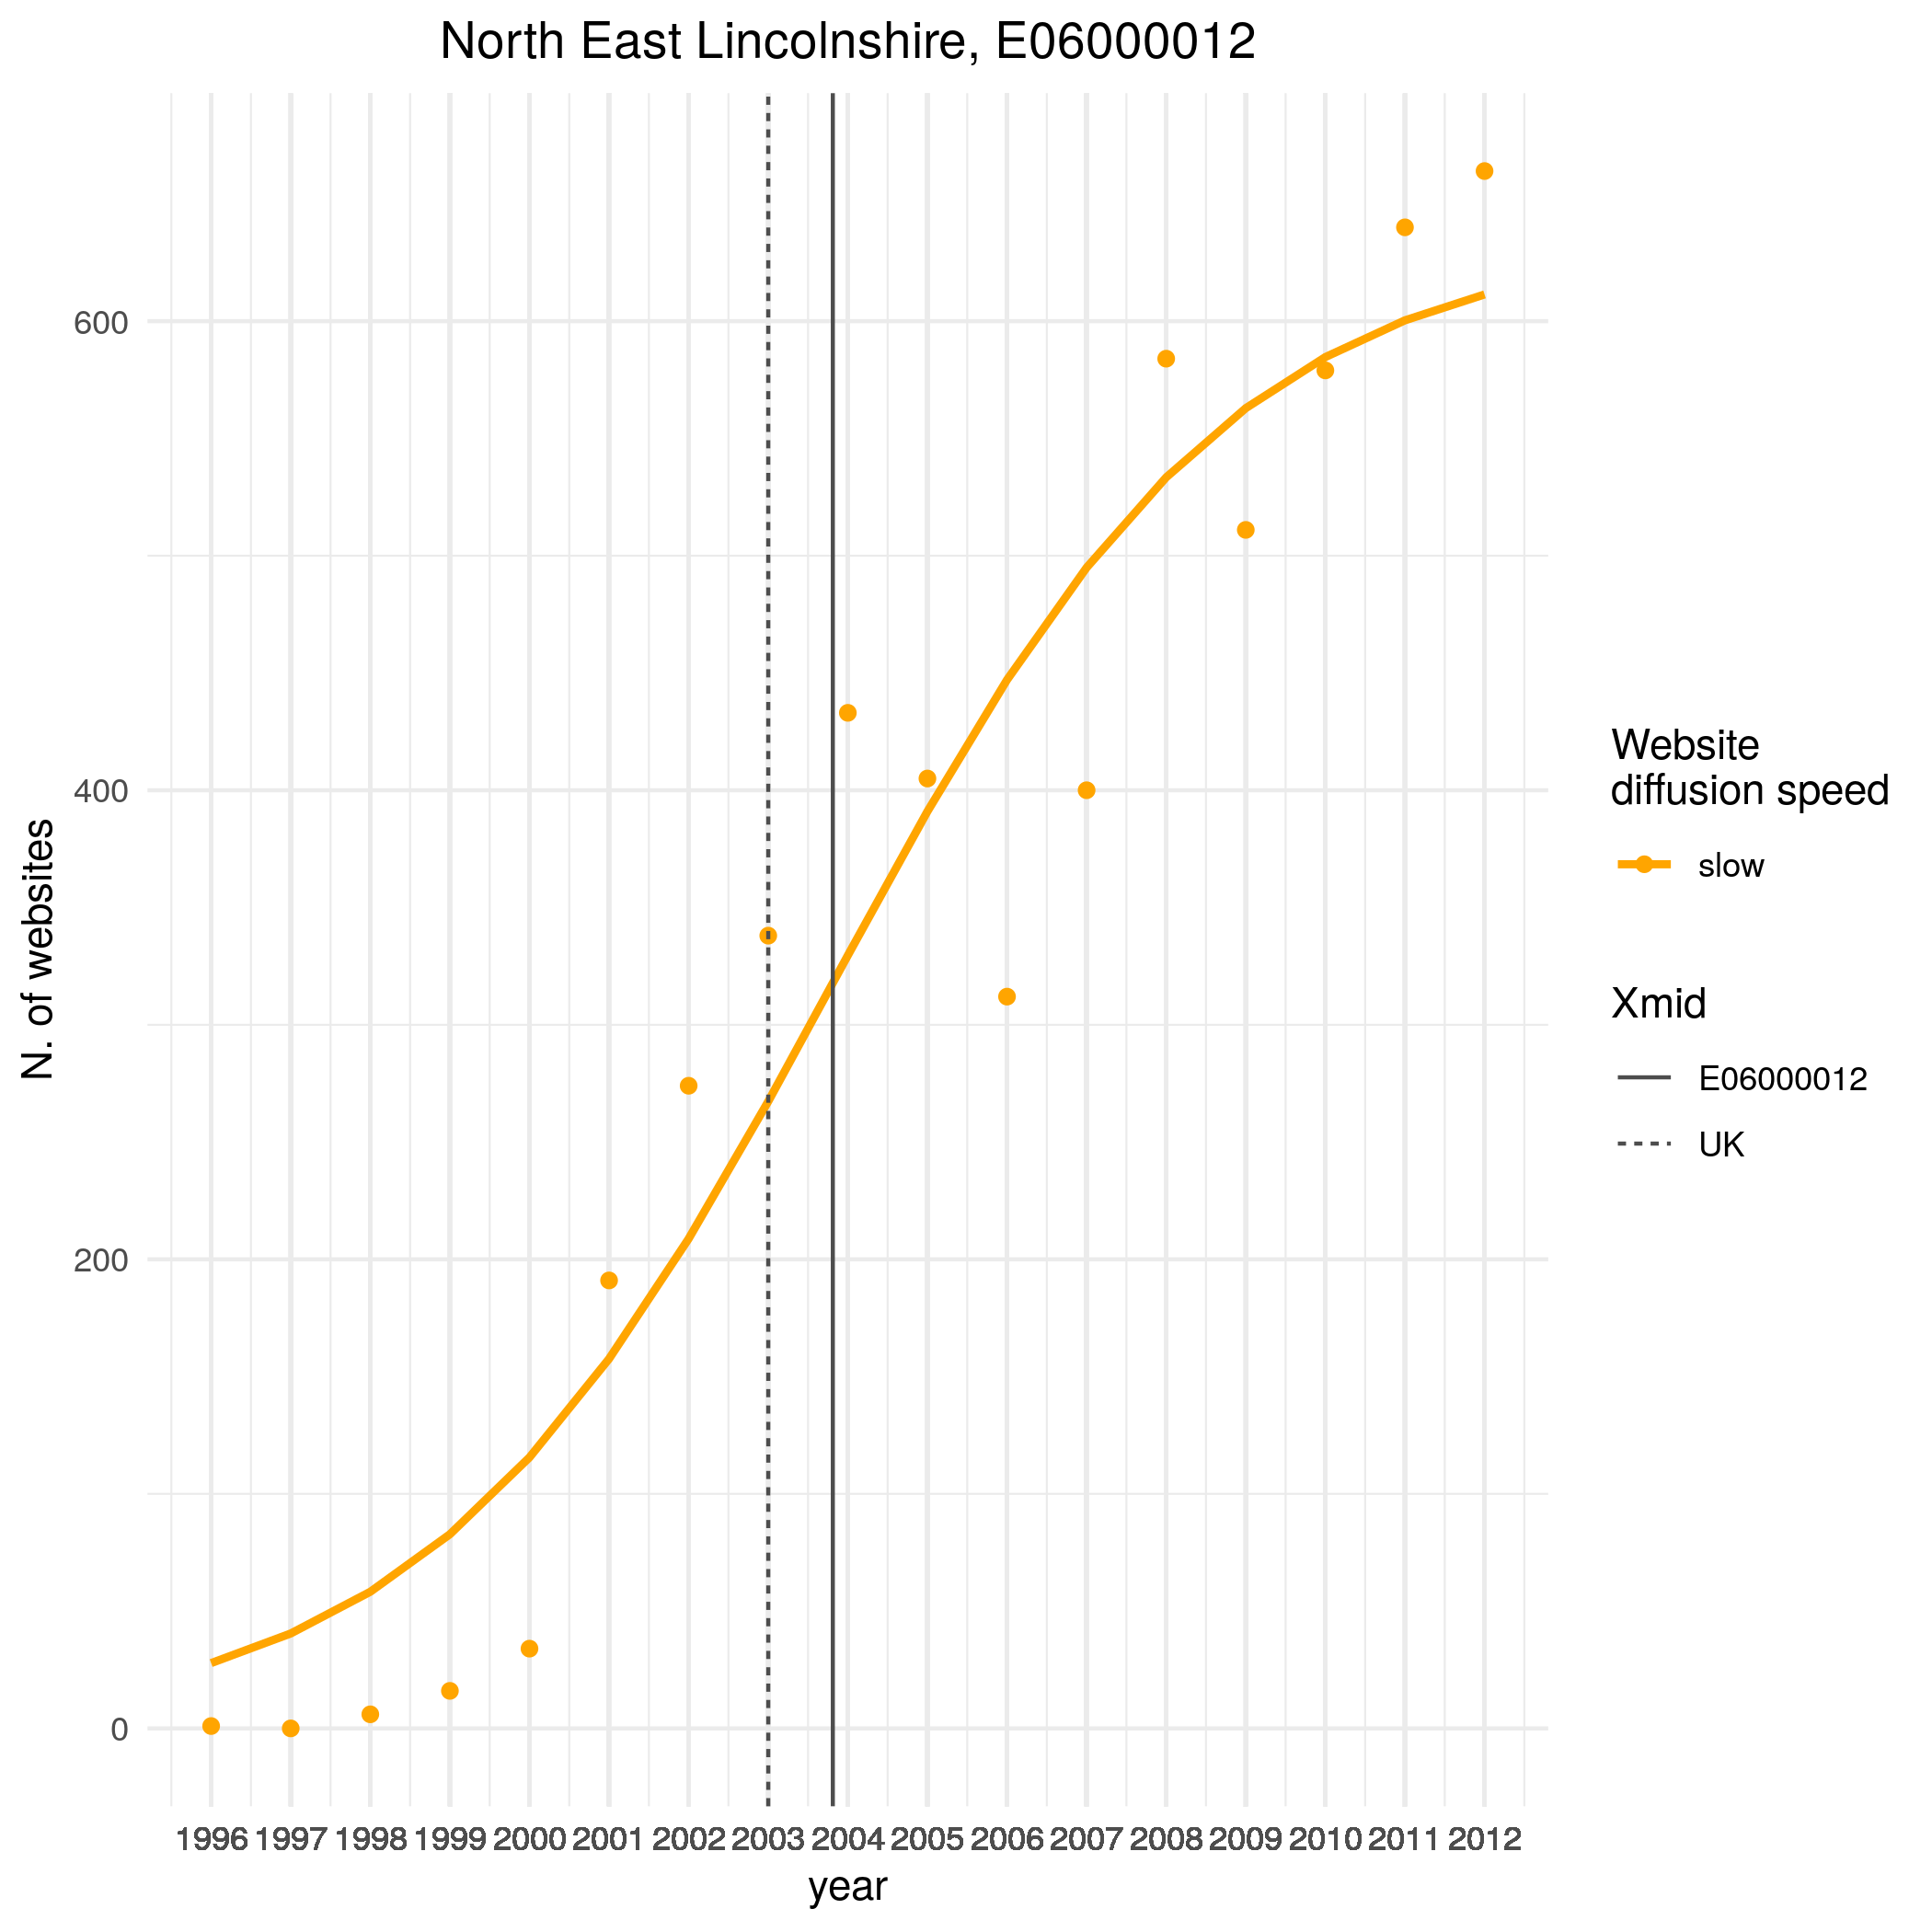 North East Lincolnshire, E06000012
N. of websites
600
400
200
0
1996 1997 1998 1999 2000 2001 2002 2003 2004 2005 2006 2007 2008 2009 2010 2011 2012
year
Website
diffusion speed
slow
Xmid
E06000012
UK